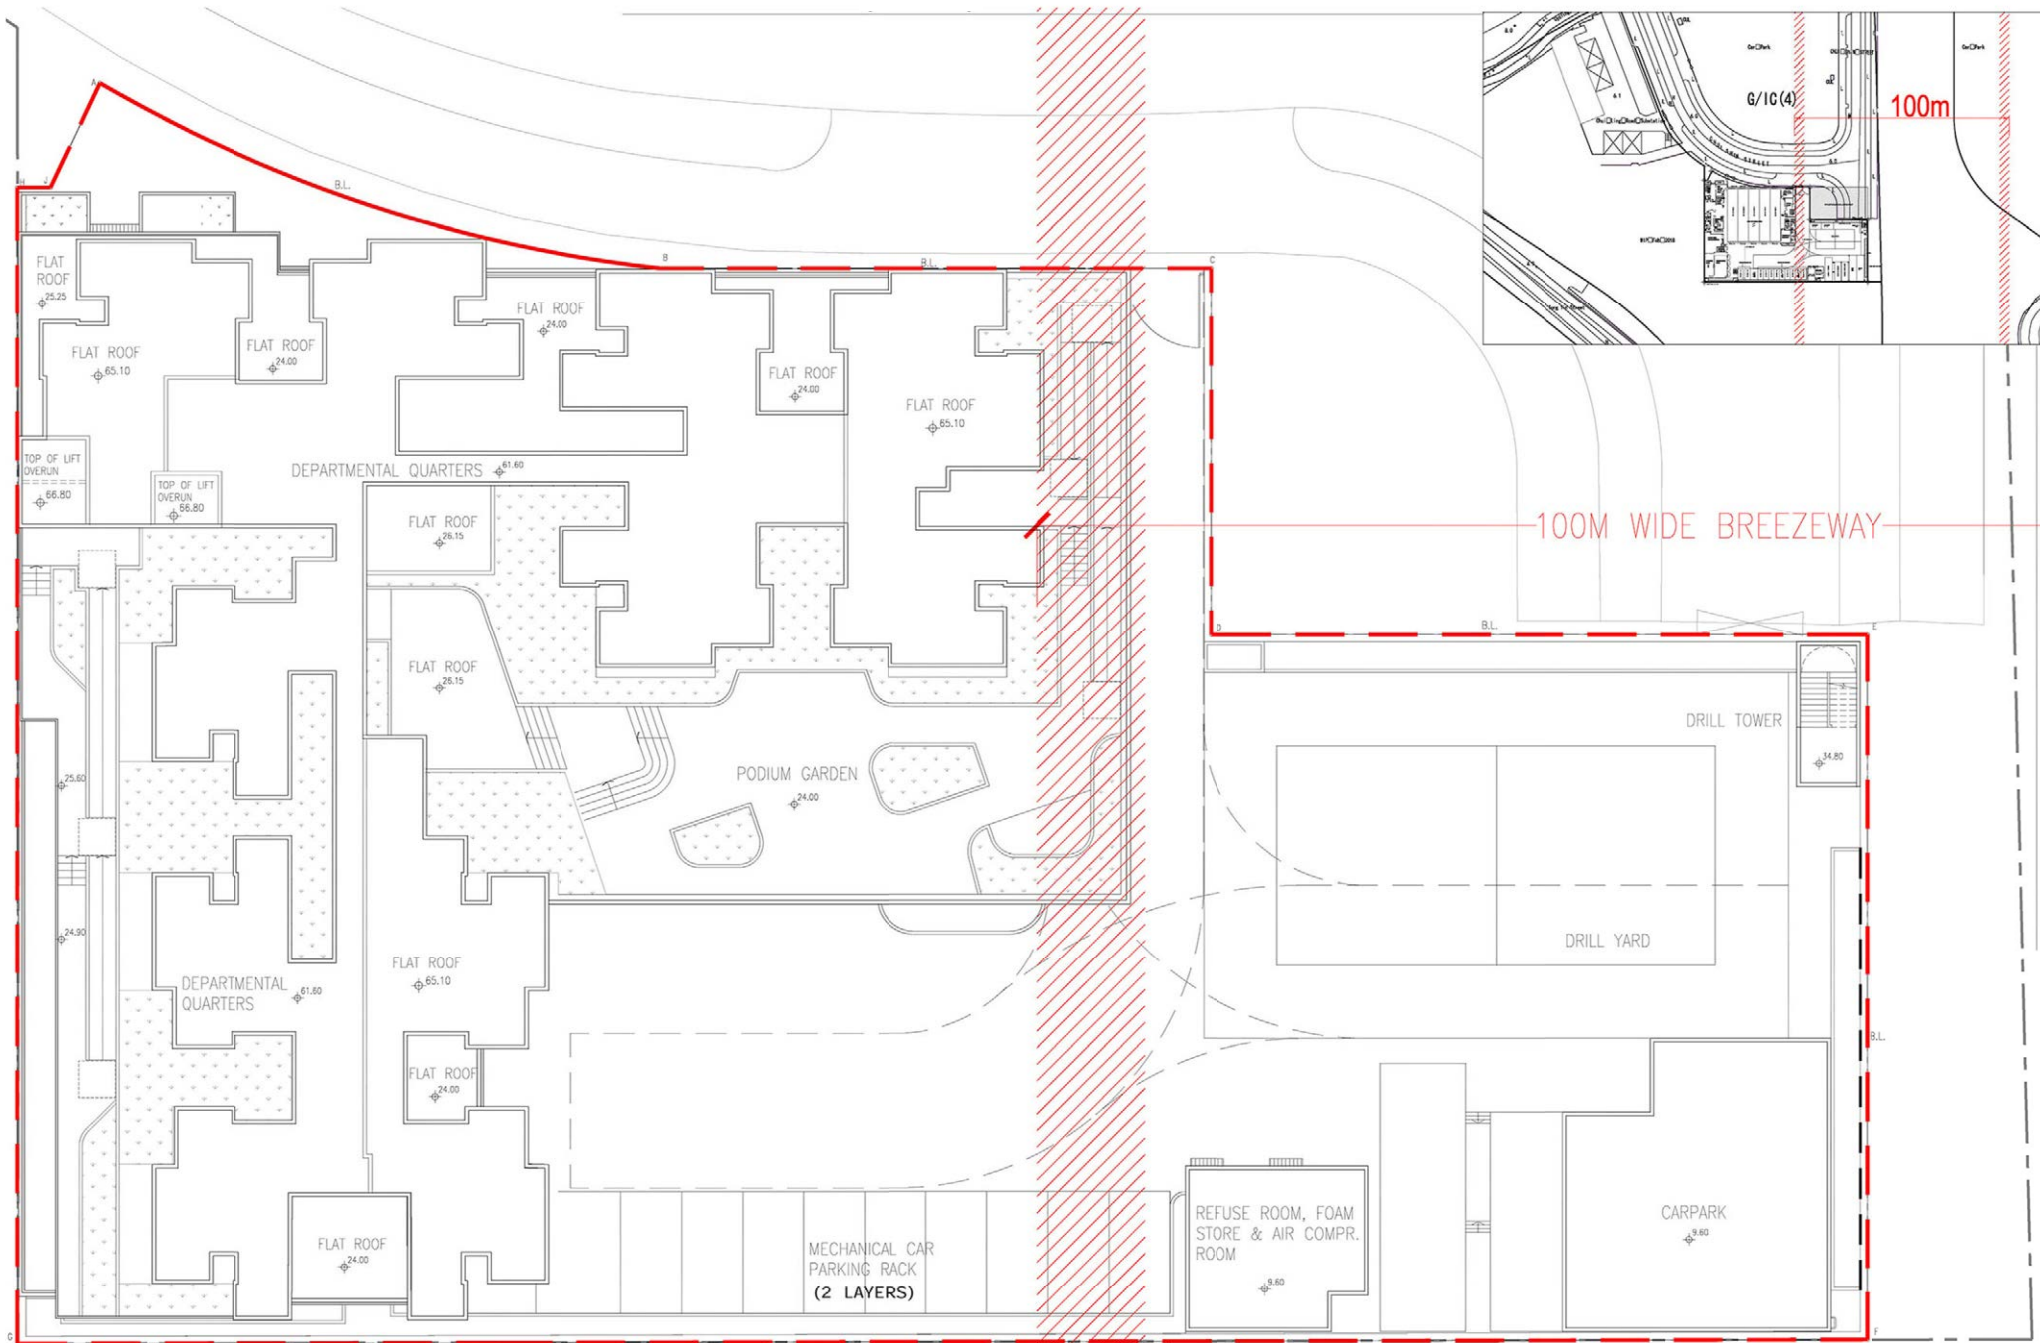 A
G/IC(4)
100m
Car Park
Car Park
H
J
B.L.
B
B.L.
C
FLAT
ROOF
25.25
FLAT ROOF
65.10
FLAT ROOF
24.00
FLAT ROOF
24.00
FLAT ROOF
24.00
FLAT ROOF
65.10
TOP OF LIFT
OVERUN
66.80
TOP OF LIFT
OVERUN
66.80
DEPARTMENTAL QUARTERS
61.60
FLAT ROOF
26.15
100M WIDE BREEZEWAY
D
B.L.
E
FLAT ROOF
26.15
DRILL TOWER
34.80
25.60
PODIUM GARDEN
24.00
24.90
DRILL YARD
DEPARTMENTAL
QUARTERS
61.60
FLAT ROOF
65.10
B.L.
FLAT ROOF
24.00
FLAT ROOF
24.00
MECHANICAL CAR
PARKING RACK
(2 LAYERS)
REFUSE ROOM, FOAM
STORE & AIR COMPR.
ROOM
9.60
CARPARK
9.60
G
F